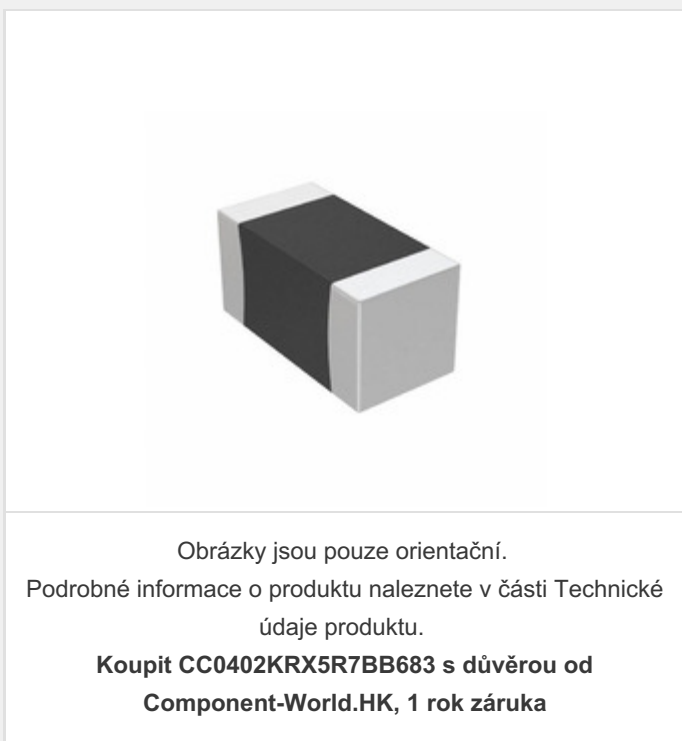 Obrázky jsou pouze orientační.
Podrobné informace o produktu naleznete v části Technické
údaje produktu.
Koupit CC0402KRX5R7BB683 s důvěrou od
Component-World.HK, 1 rok záruka